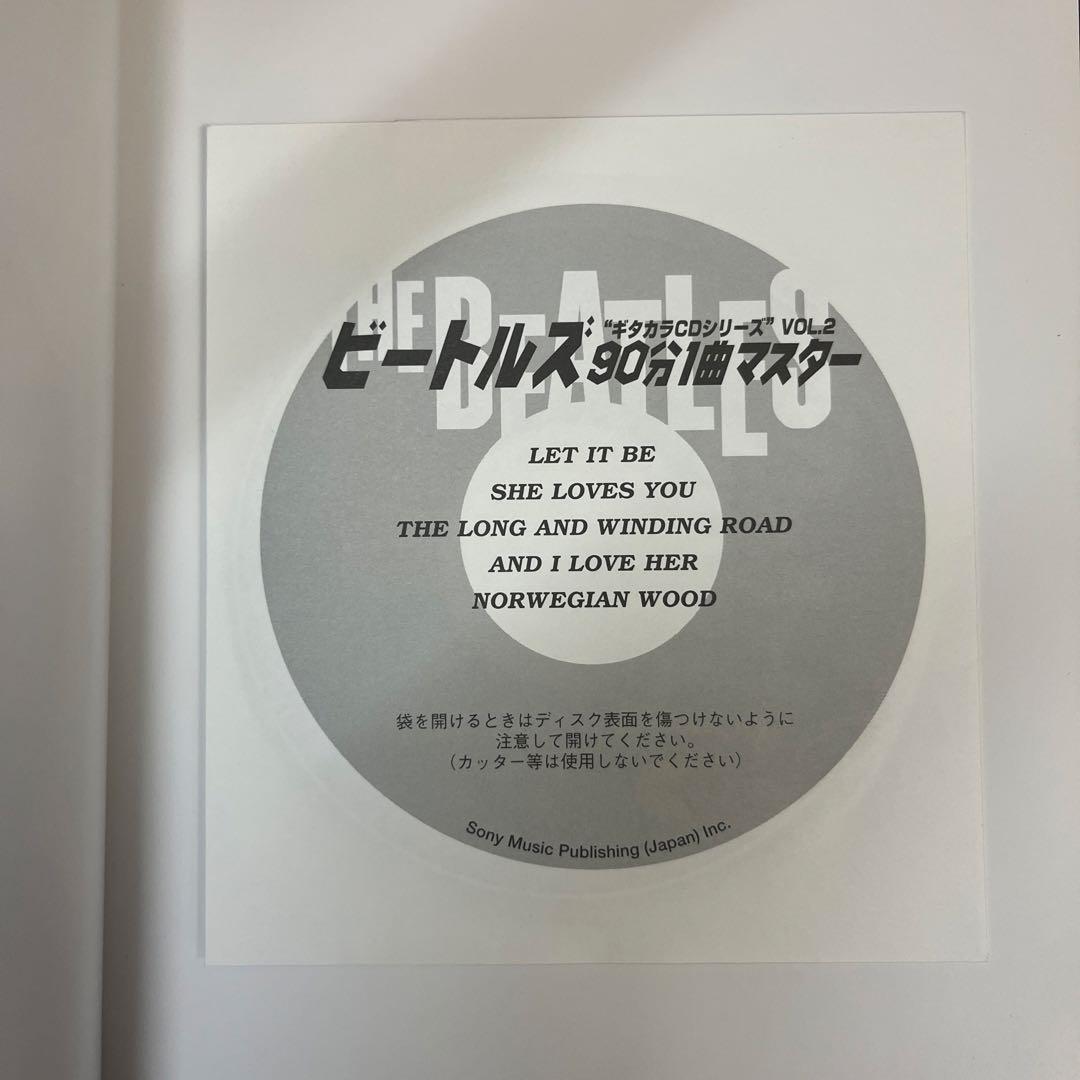 THE BEATLES
"ギタカラCDシリーズ" VOL.2
ビートルズ:90分1曲マスター
LET IT BE
SHE LOVES YOU
THE LONG AND WINDING ROAD
AND I LOVE HER
NORWEGIAN WOOD
袋を開けるときはディスク表面を傷つけないように
注意して開けてください。
(カッター等は使用しないでください)
Sony Music Publishing (Japan) Inc.